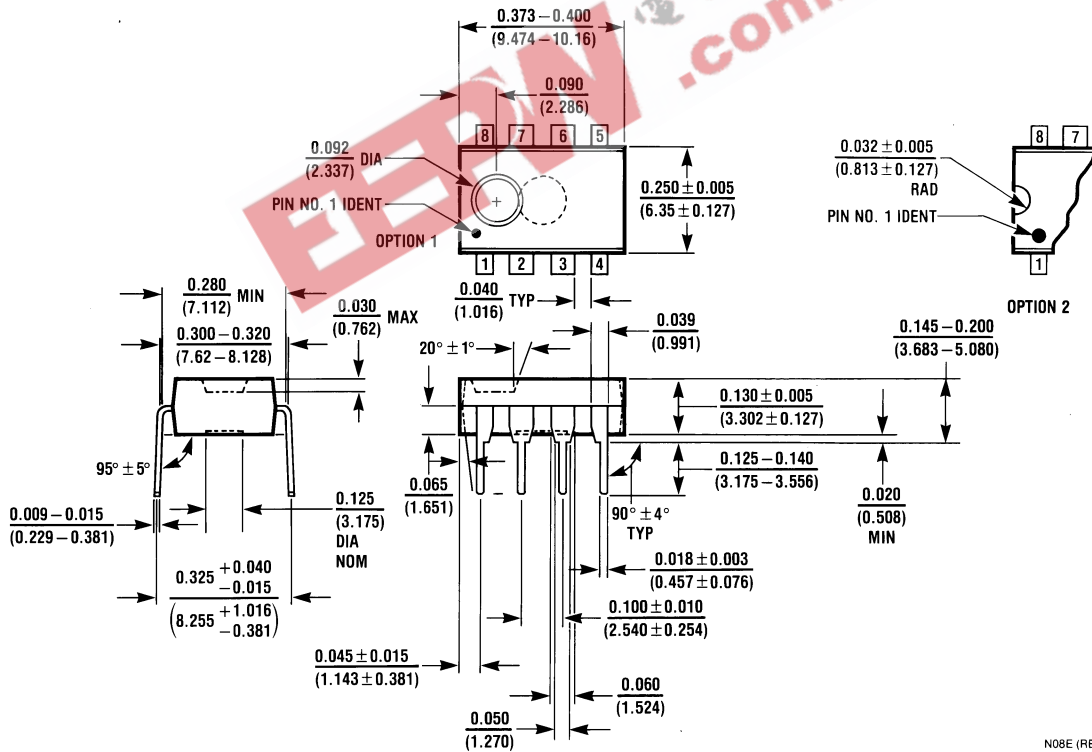 0.373 – 0.400
(9.474 – 10.16)
0.090
(2.286)
8 7 6 5
0.092 DIA
(2.337)
PIN NO. 1 IDENT
OPTION 1
0.250 ± 0.005
(6.35 ± 0.127)
1 2 3 4
0.032 ± 0.005
(0.813 ± 0.127)
RAD
PIN NO. 1 IDENT
8 7
1
OPTION 2
0.280 MIN
(7.112)
0.300 – 0.320
(7.62 – 8.128)
0.030 MAX
(0.762)
0.040 TYP
(1.016)
0.039
(0.991)
20° ± 1°
0.145 – 0.200
(3.683 – 5.080)
0.130 ± 0.005
(3.302 ± 0.127)
0.125 – 0.140
(3.175 – 3.556)
0.020
(0.508)
MIN
95° ± 5°
0.065
(1.651)
90° ± 4°
TYP
0.009 – 0.015
(0.229 – 0.381)
0.125
(3.175)
DIA
NOM
0.018 ± 0.003
(0.457 ± 0.076)
0.325 +0.040
-0.015
(8.255 +1.016
-0.381)
0.100 ± 0.010
(2.540 ± 0.254)
0.045 ± 0.015
(1.143 ± 0.381)
0.060
(1.524)
0.050
(1.270)
N08E (RE
EEPW.com